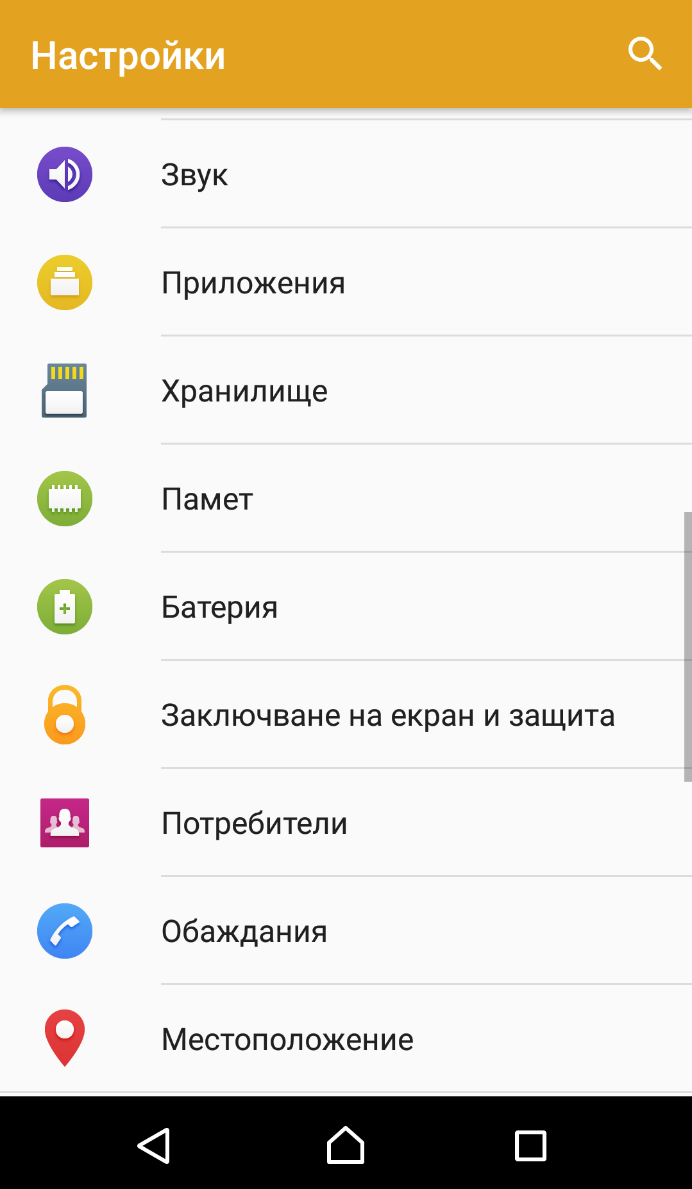 Настройки
Звук
Приложения
Хранилище
Памет
Батерия
Заключване на екран и защита
Потребители
Обаждания
Местоположение